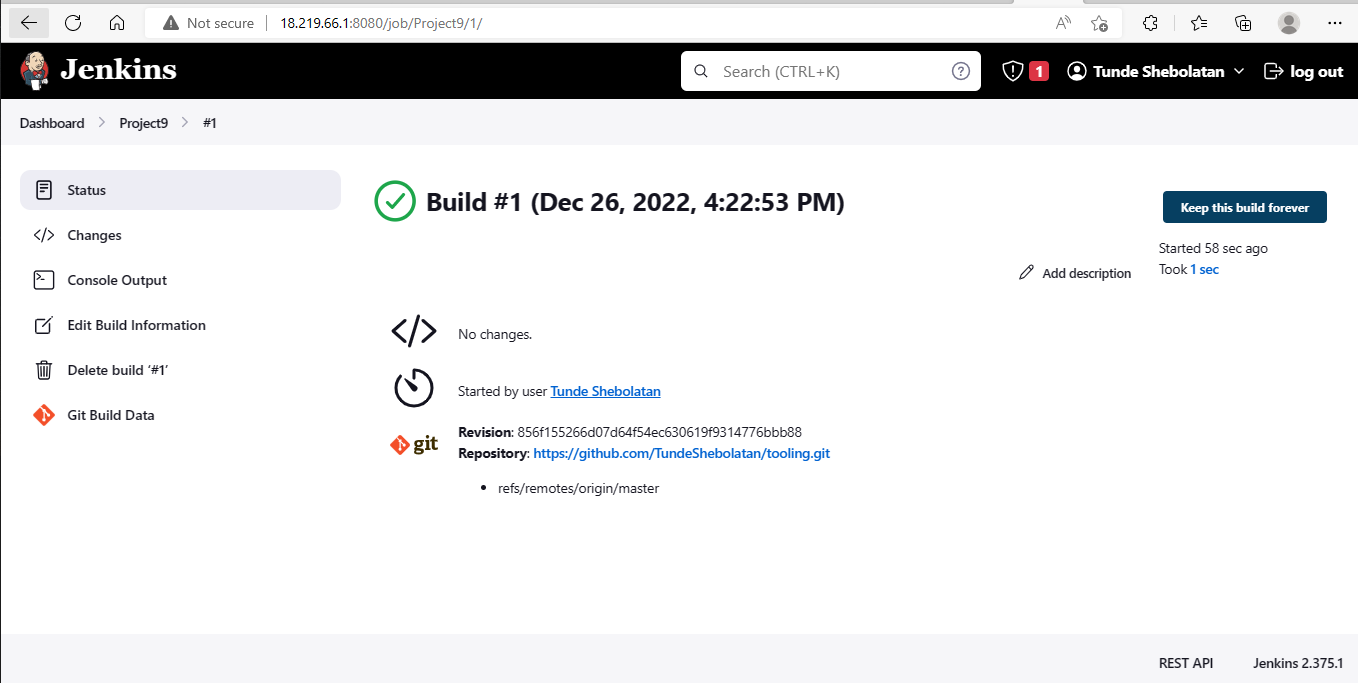 Not secure 18.219.66.1:8080/job/Project9/1/
Jenkins
Search (CTRL+K)
1
Tunde Shebolatan
log out
Dashboard > Project9 > #1
Status
Changes
Console Output
Edit Build Information
Delete build ‘#1’
Git Build Data
Build #1 (Dec 26, 2022, 4:22:53 PM)
Keep this build forever
Started 58 sec ago
Took 1 sec
Add description
No changes.
Started by user Tunde Shebolatan
git
Revision: 856f155266d07d64f54ec630619f9314776bbb88
Repository: https://github.com/TundeShebolatan/tooling.git
• refs/remotes/origin/master
REST API
Jenkins 2.375.1